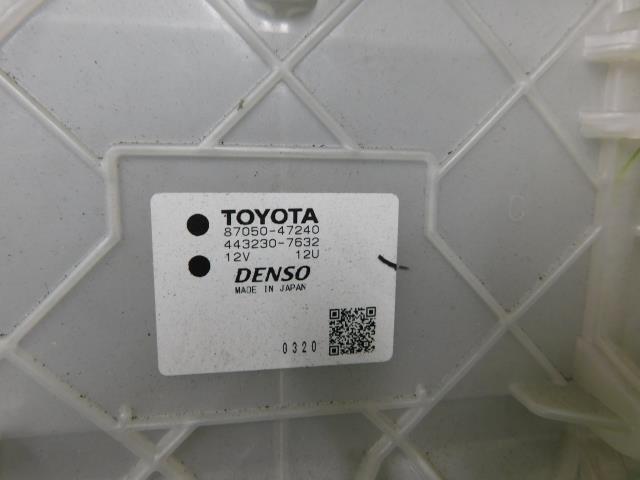 TOYOTA
87050-47240
443230-7632
12V 12U
DENSO
MADE IN JAPAN
0320